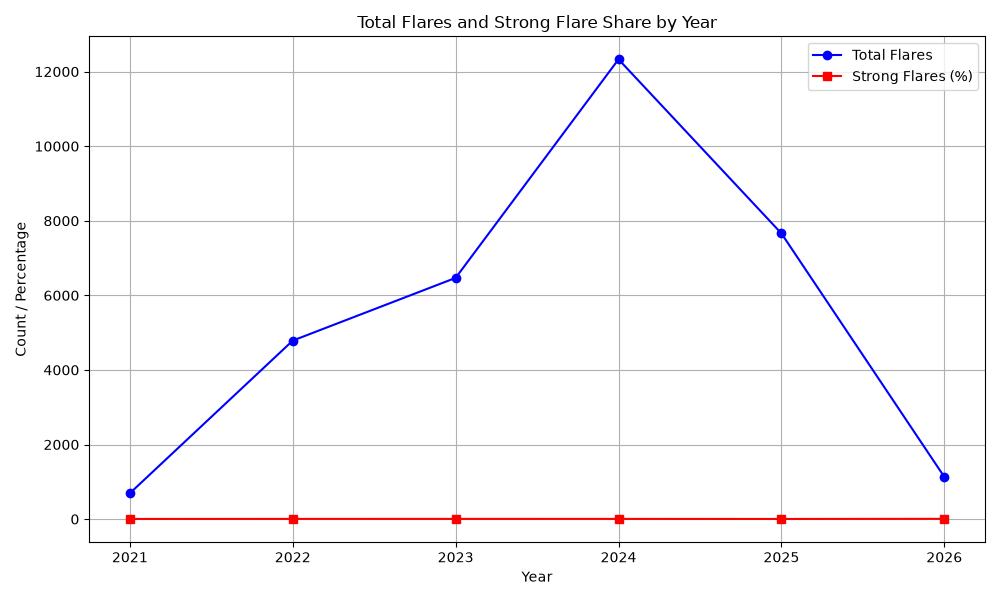 Total Flares and Strong Flare Share by Year
Total Flares
Strong Flares (%)
Count / Percentage
12000
10000
8000
6000
4000
2000
0
2021 2022 2023 2024 2025 2026
Year